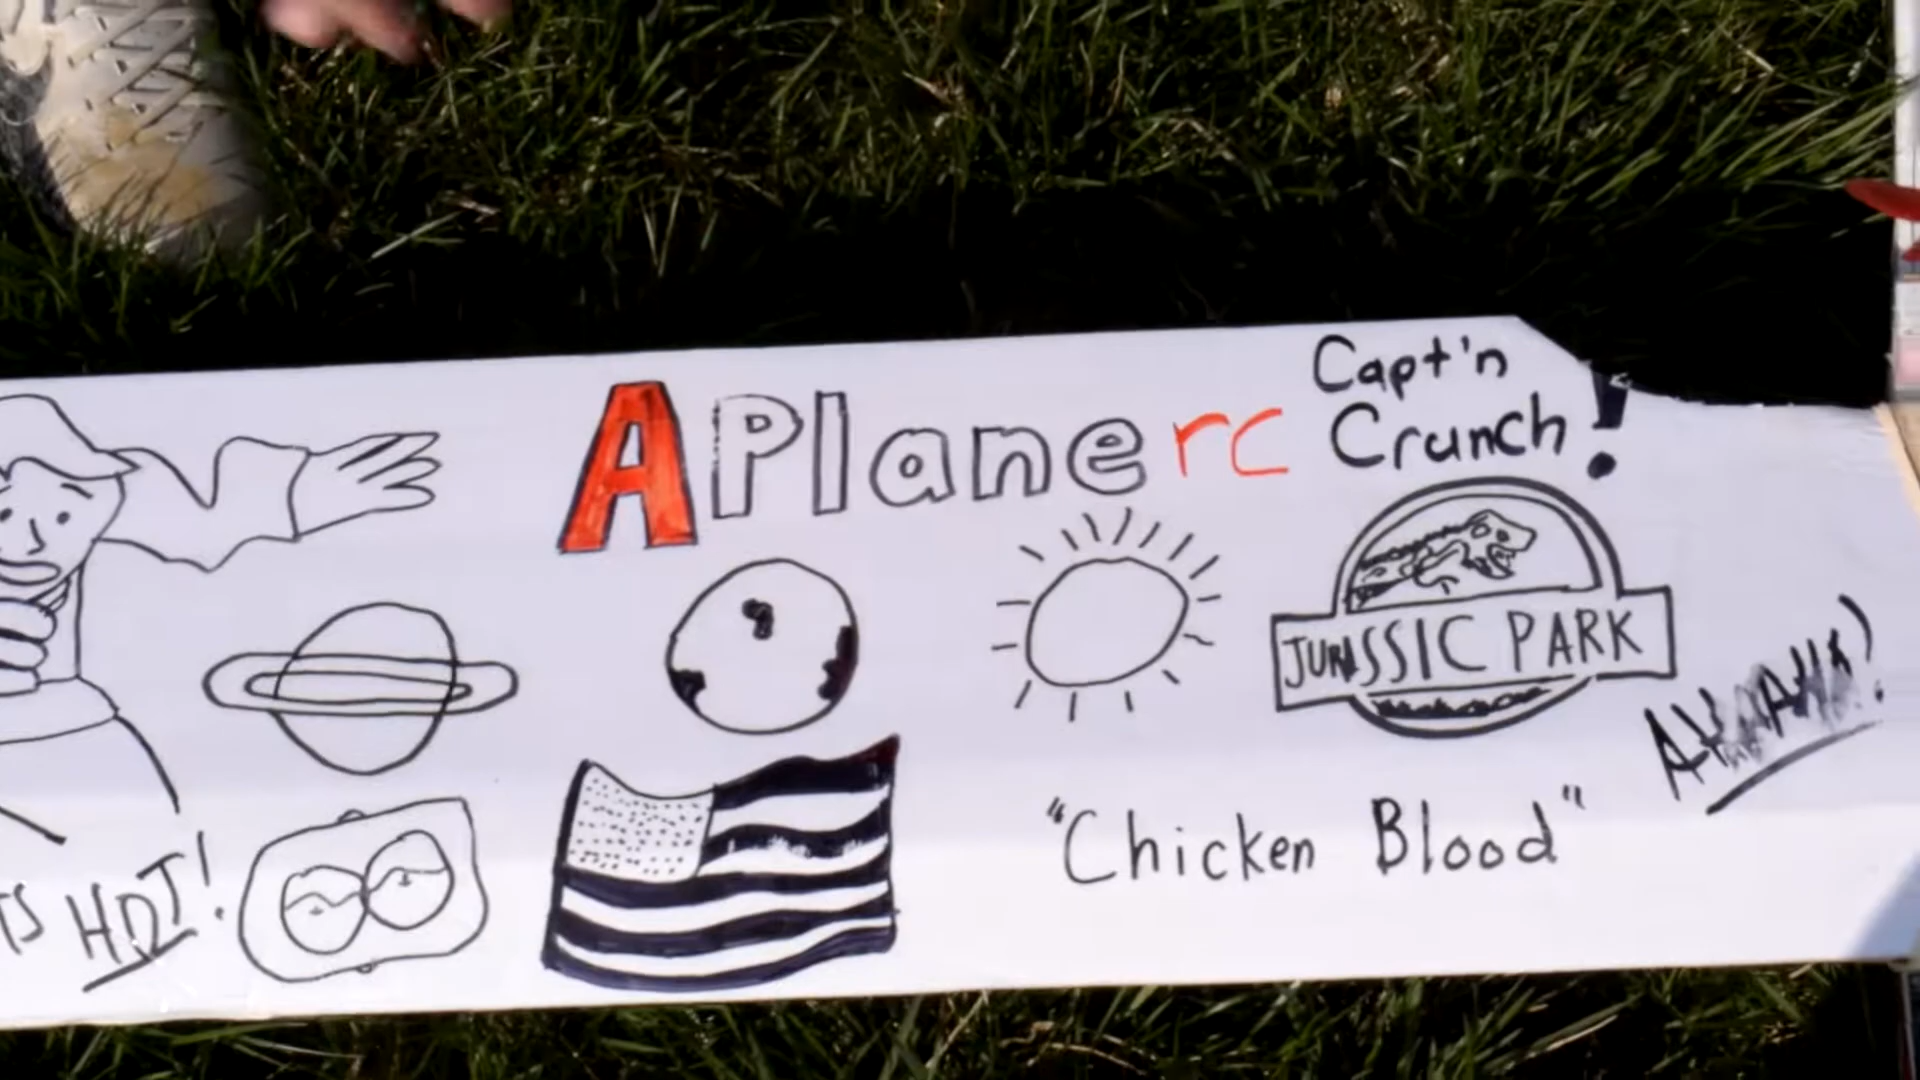 APlanerc
Capt'n
Crunch!
JURASSIC PARK
"Chicken Blood"
HOT!